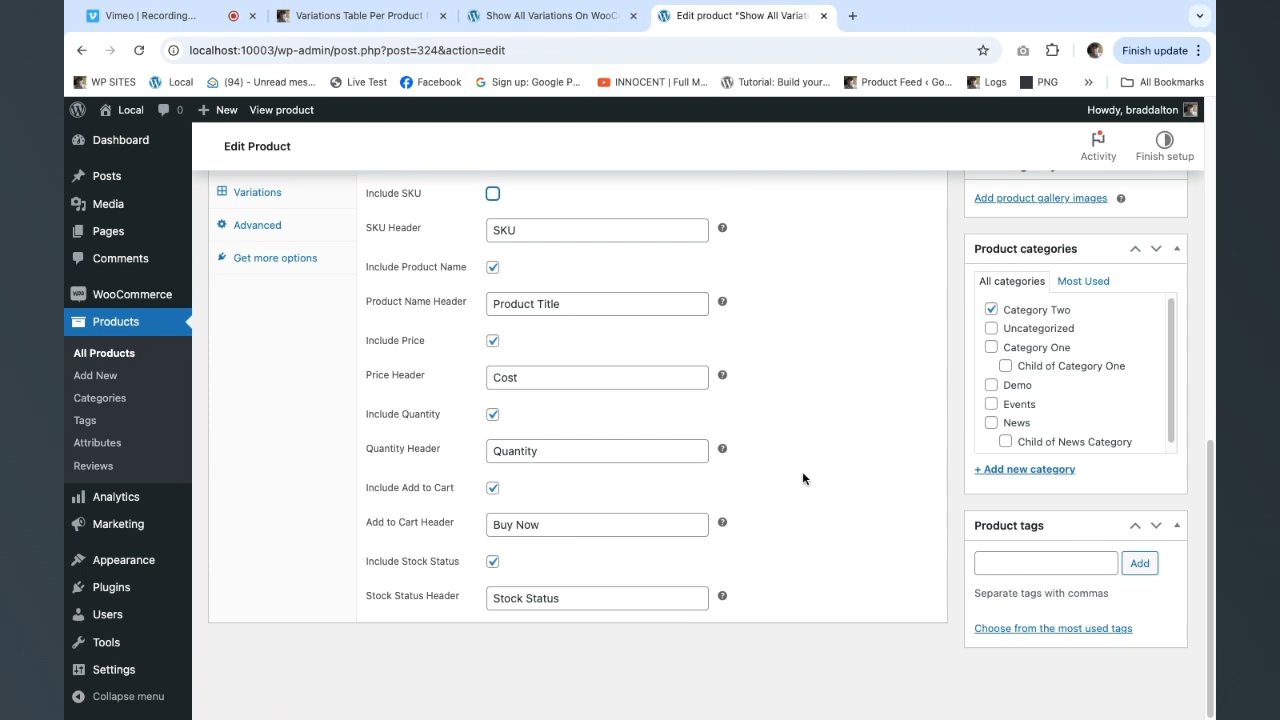 Vimeo | Recording...
Variations Table Per Product
Show All Variations On WooC
Edit product "Show All Variati
localhost:10003/wp-admin/post.php?post=324&action=edit
Finish update
WP SITES
Local
(94) - Unread mes...
Live Test
Facebook
Sign up: Google P...
INNOCENT | Full M...
Tutorial: Build your...
Product Feed ‹ Go...
Logs
PNG
»
All Bookmarks
Local
0
New
View product
Howdy, braddalton
Dashboard
Posts
Media
Pages
Comments
WooCommerce
Products
All Products
Add New
Categories
Tags
Attributes
Reviews
Analytics
Marketing
Appearance
Plugins
Users
Tools
Settings
Collapse menu
Edit Product
Activity
Finish setup
Variations
Advanced
Get more options
Include SKU
SKU Header
SKU
Include Product Name
Product Name Header
Product Title
Include Price
Price Header
Cost
Include Quantity
Quantity Header
Quantity
Include Add to Cart
Add to Cart Header
Buy Now
Include Stock Status
Stock Status Header
Stock Status
Add product gallery images
Product categories
All categories
Most Used
Category Two
Uncategorized
Category One
Child of Category One
Demo
Events
News
Child of News Category
+ Add new category
Product tags
Add
Separate tags with commas
Choose from the most used tags